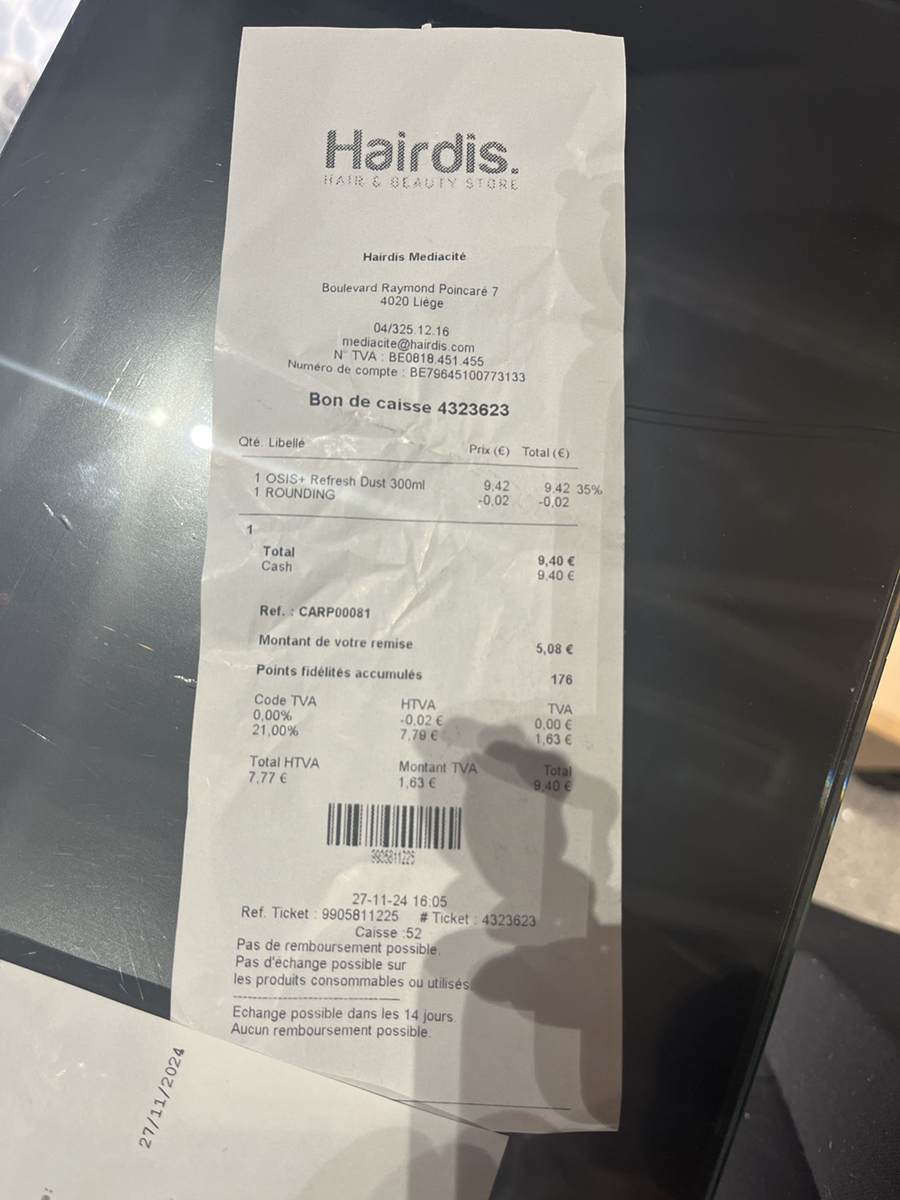 Hairdis.
HAIR & BEAUTY STORE
Hairdis Mediacité
Boulevard Raymond Poincaré 7
4020 Liège
04/325.12.16
mediacite@hairdis.com
N° TVA : BE0818.451.455
Numéro de compte : BE79645100773133
Bon de caisse 4323623
Qté. Libellé Prix (€) Total (€)
1 OSIS+ Refresh Dust 300ml 9,42 9,42 35%
1 ROUNDING -0,02 -0,02
1
Total 9,40 €
Cash 9,40 €
Ref. : CARP00081
Montant de votre remise 5,08 €
Points fidélités accumulés 176
Code TVA HTVA TVA
0,00% -0,02 € 0,00 €
21,00% 7,79 € 1,63 €
Total HTVA Montant TVA Total
7,77 € 1,63 € 9,40 €
9905811225
27-11-24 16:05
Ref. Ticket : 9905811225 # Ticket : 4323623
Caisse :52
Pas de remboursement possible.
Pas d'échange possible sur
les produits consommables ou utilisés.
Echange possible dans les 14 jours.
Aucun remboursement possible.
27/11/2024